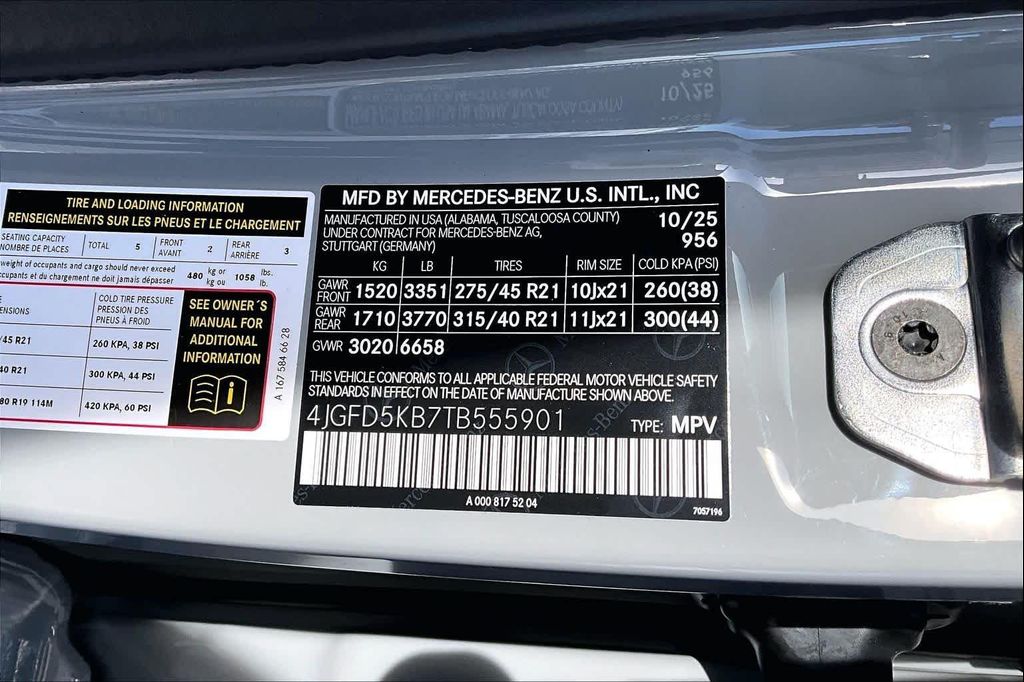 TIRE AND LOADING INFORMATION
RENSEIGNEMENTS SUR LES PNEUS ET LE CHARGEMENT
SEATING CAPACITY
NOMBRE DE PLACES
TOTAL 5
FRONT
AVANT 2
REAR
ARRIÈRE 3
weight of occupants and cargo should never exceed
occupants et du chargement ne doit jamais dépasser
480 kg or
kg ou
1058 lbs.
lb.
COLD TIRE PRESSURE
PRESSION DES
PNEUS À FROID
45 R21 260 KPA, 38 PSI
40 R21 300 KPA, 44 PSI
80 R19 114M 420 KPA, 60 PSI
SEE OWNER´S
MANUAL FOR
ADDITIONAL
INFORMATION
A 167 584 66 28
MFD BY MERCEDES-BENZ U.S. INTL., INC
MANUFACTURED IN USA (ALABAMA, TUSCALOOSA COUNTY) 10/25
UNDER CONTRACT FOR MERCEDES-BENZ AG, 956
STUTTGART (GERMANY)
KG LB TIRES RIM SIZE COLD KPA (PSI)
GAWR
FRONT 1520 3351 275/45 R21 10Jx21 260(38)
GAWR
REAR 1710 3770 315/40 R21 11Jx21 300(44)
GWR 3020 6658
THIS VEHICLE CONFORMS TO ALL APPLICABLE FEDERAL MOTOR VEHICLE SAFETY
STANDARDS IN EFFECT ON THE DATE OF MANUFACTURE SHOWN ABOVE.
4JGFD5KB7TB555901 TYPE: MPV
A 000 817 52 04
7057196